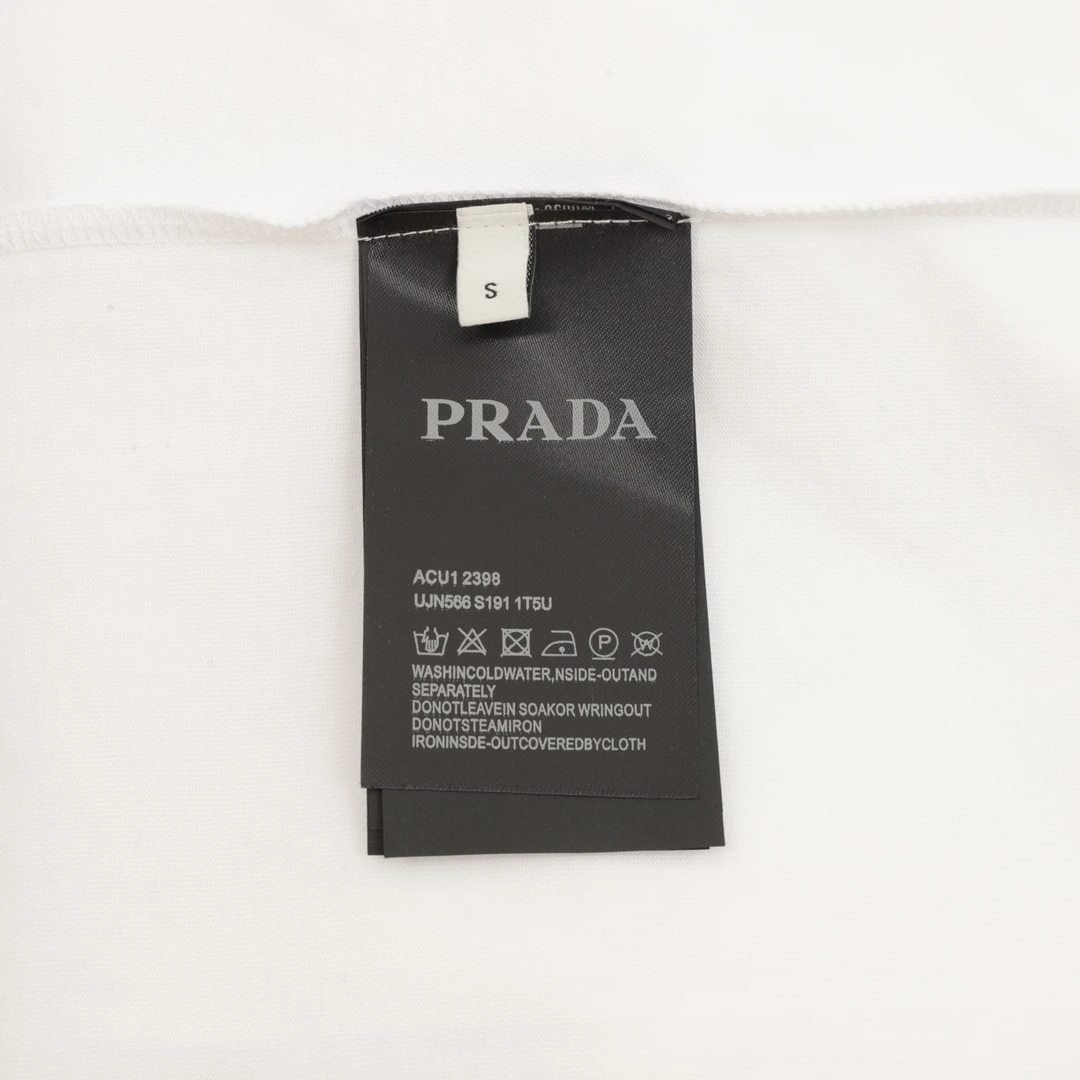 S
PRADA
ACU1 2398
UJN566 S191 1T5U
P
W
WASHINCOLDWATER,NSIDE-OUTAND
SEPARATELY
DONOTLEAVEIN SOAKOR WRINGOUT
DONOTSTEAMIRON
IRONINSDE-OUTCOVEREDBYCLOTH